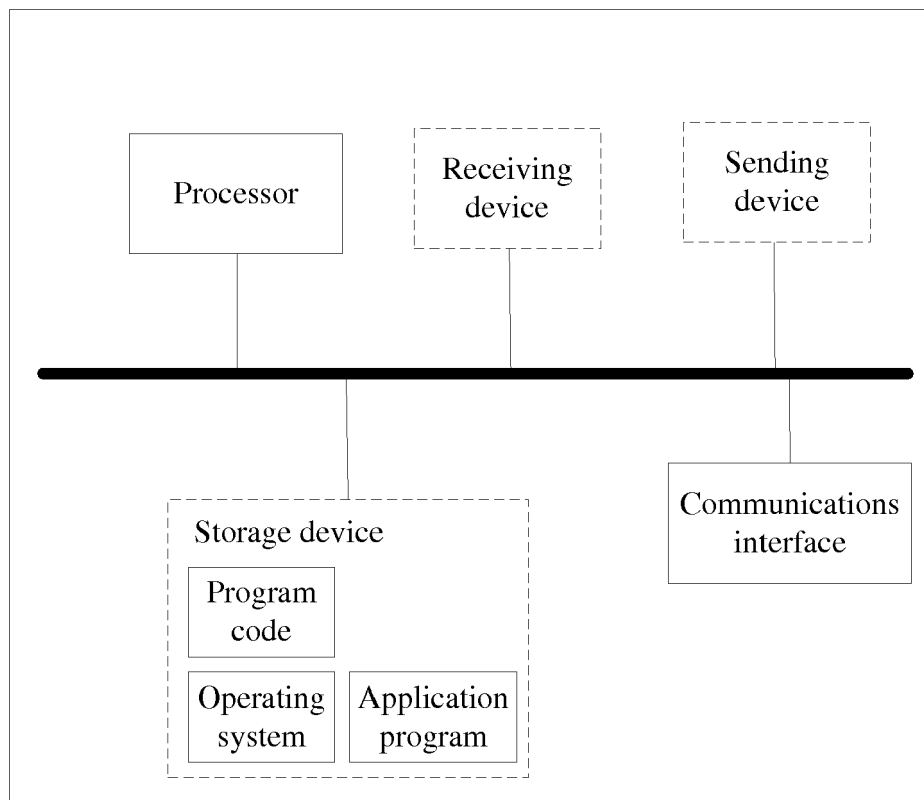 Processor
Receiving
device
Sending
device
Storage device
Program
code
Operating
system
Application
program
Communications
interface